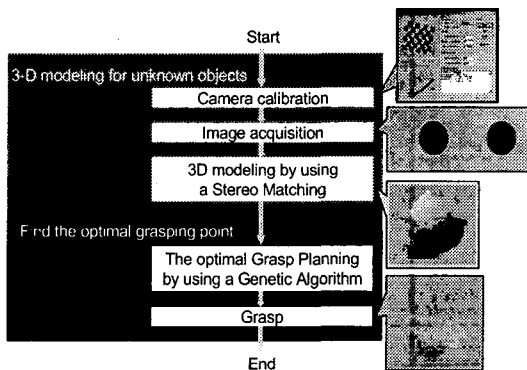 Start
3-D modeling for unknown objects
Camera calibration
Image acquisition
3D modeling by using
a Stereo Matching
Find the optimal grasping point
The optimal Grasp Planning
by using a Genetic Algorithm
Grasp
End